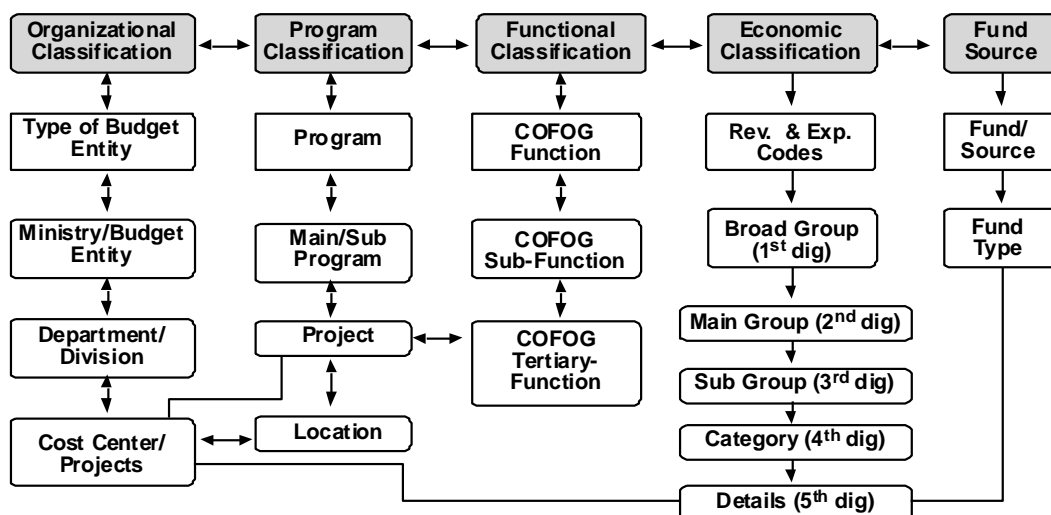 Organizational
Classification
Program
Classification
Functional
Classification
Economic
Classification
Fund
Source
Type of Budget
Entity
Program
COFOG
Function
Rev. & Exp.
Codes
Fund/
Source
Ministry/Budget
Entity
Main/Sub
Program
COFOG
Sub-Function
Broad Group
(1st dig)
Fund
Type
Department/
Division
Project
COFOG
Tertiary-
Function
Main Group (2nd dig)
Sub Group (3rd dig)
Cost Center/
Projects
Location
Category (4th dig)
Details (5th dig)